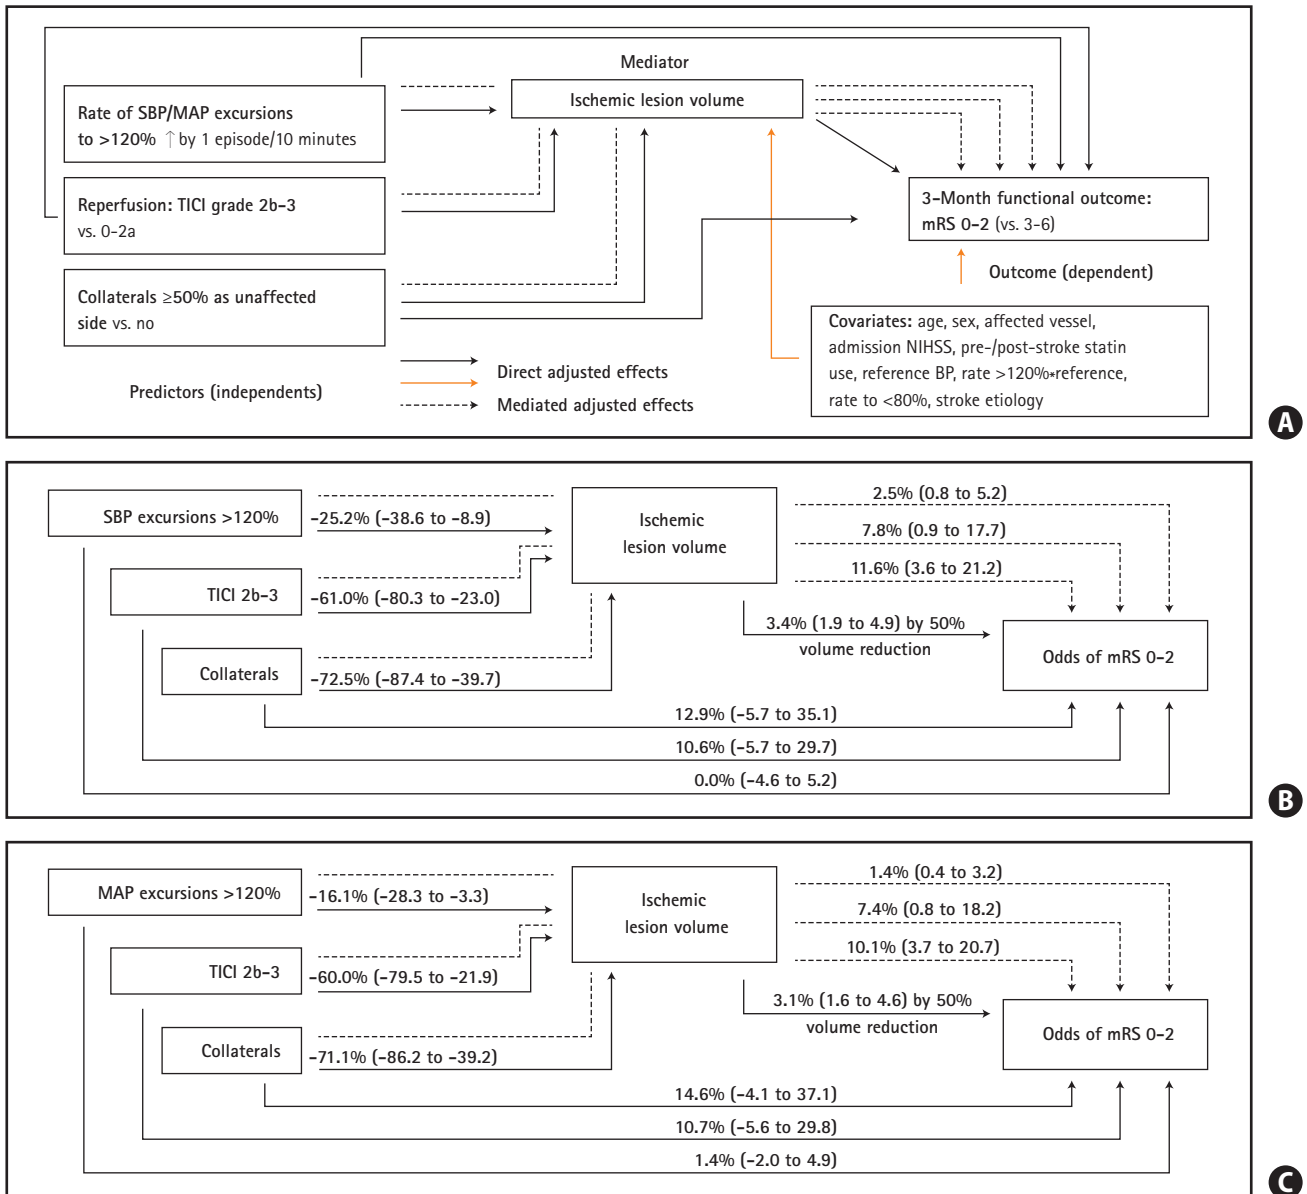 Mediator
Ischemic lesion volume
Rate of SBP/MAP excursions
to >120% ↑ by 1 episode/10 minutes
Reperfusion: TICI grade 2b-3
vs. 0-2a
3-Month functional outcome:
mRS 0-2 (vs. 3-6)
Collaterals ≥50% as unaffected
side vs. no
Outcome (dependent)
Covariates: age, sex, affected vessel,
admission NIHSS, pre-/post-stroke statin
use, reference BP, rate >120%*reference,
rate to <80%, stroke etiology
Predictors (independents)
Direct adjusted effects
Mediated adjusted effects
A
SBP excursions >120%
-25.2% (-38.6 to -8.9)
Ischemic
lesion volume
2.5% (0.8 to 5.2)
7.8% (0.9 to 17.7)
11.6% (3.6 to 21.2)
TICI 2b-3
-61.0% (-80.3 to -23.0)
3.4% (1.9 to 4.9) by 50%
volume reduction
Odds of mRS 0-2
Collaterals
-72.5% (-87.4 to -39.7)
12.9% (-5.7 to 35.1)
10.6% (-5.7 to 29.7)
0.0% (-4.6 to 5.2)
B
MAP excursions >120%
-16.1% (-28.3 to -3.3)
Ischemic
lesion volume
1.4% (0.4 to 3.2)
7.4% (0.8 to 18.2)
10.1% (3.7 to 20.7)
TICI 2b-3
-60.0% (-79.5 to -21.9)
3.1% (1.6 to 4.6) by 50%
volume reduction
Odds of mRS 0-2
Collaterals
-71.1% (-86.2 to -39.2)
14.6% (-4.1 to 37.1)
10.7% (-5.6 to 29.8)
1.4% (-2.0 to 4.9)
C